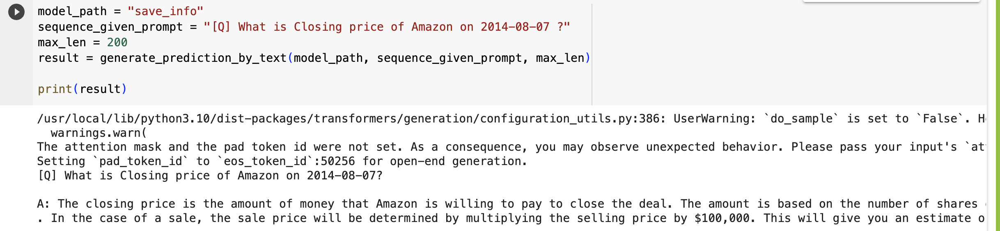 model_path = "save_info"
sequence_given_prompt = "[Q] What is Closing price of Amazon on 2014-08-07 ?"
max_len = 200
result = generate_prediction_by_text(model_path, sequence_given_prompt, max_len)
print(result)
/usr/local/lib/python3.10/dist-packages/transformers/generation/configuration_utils.py:386: UserWarning: `do_sample` is set to `False`.
warnings.warn(
The attention mask and the pad token id were not set. As a consequence, you may observe unexpected behavior. Please pass your input's `at
Setting `pad_token_id` to `eos_token_id`:50256 for open-end generation.
[Q] What is Closing price of Amazon on 2014-08-07?
A: The closing price is the amount of money that Amazon is willing to pay to close the deal. The amount is based on the number of shares
. In the case of a sale, the sale price will be determined by multiplying the selling price by $100,000. This will give you an estimate o